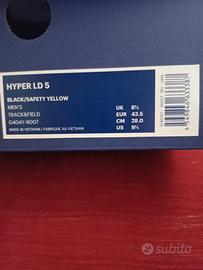 HYPER LD 5
BLACK/SAFETY YELLOW
MEN'S
TRACK&FIELD
G404Y-9007
MADE IN VIETNAM / FABRIQUE AU VIETNAM
UK 8½
EUR 43.5
CM 28.0
US 9½
subito